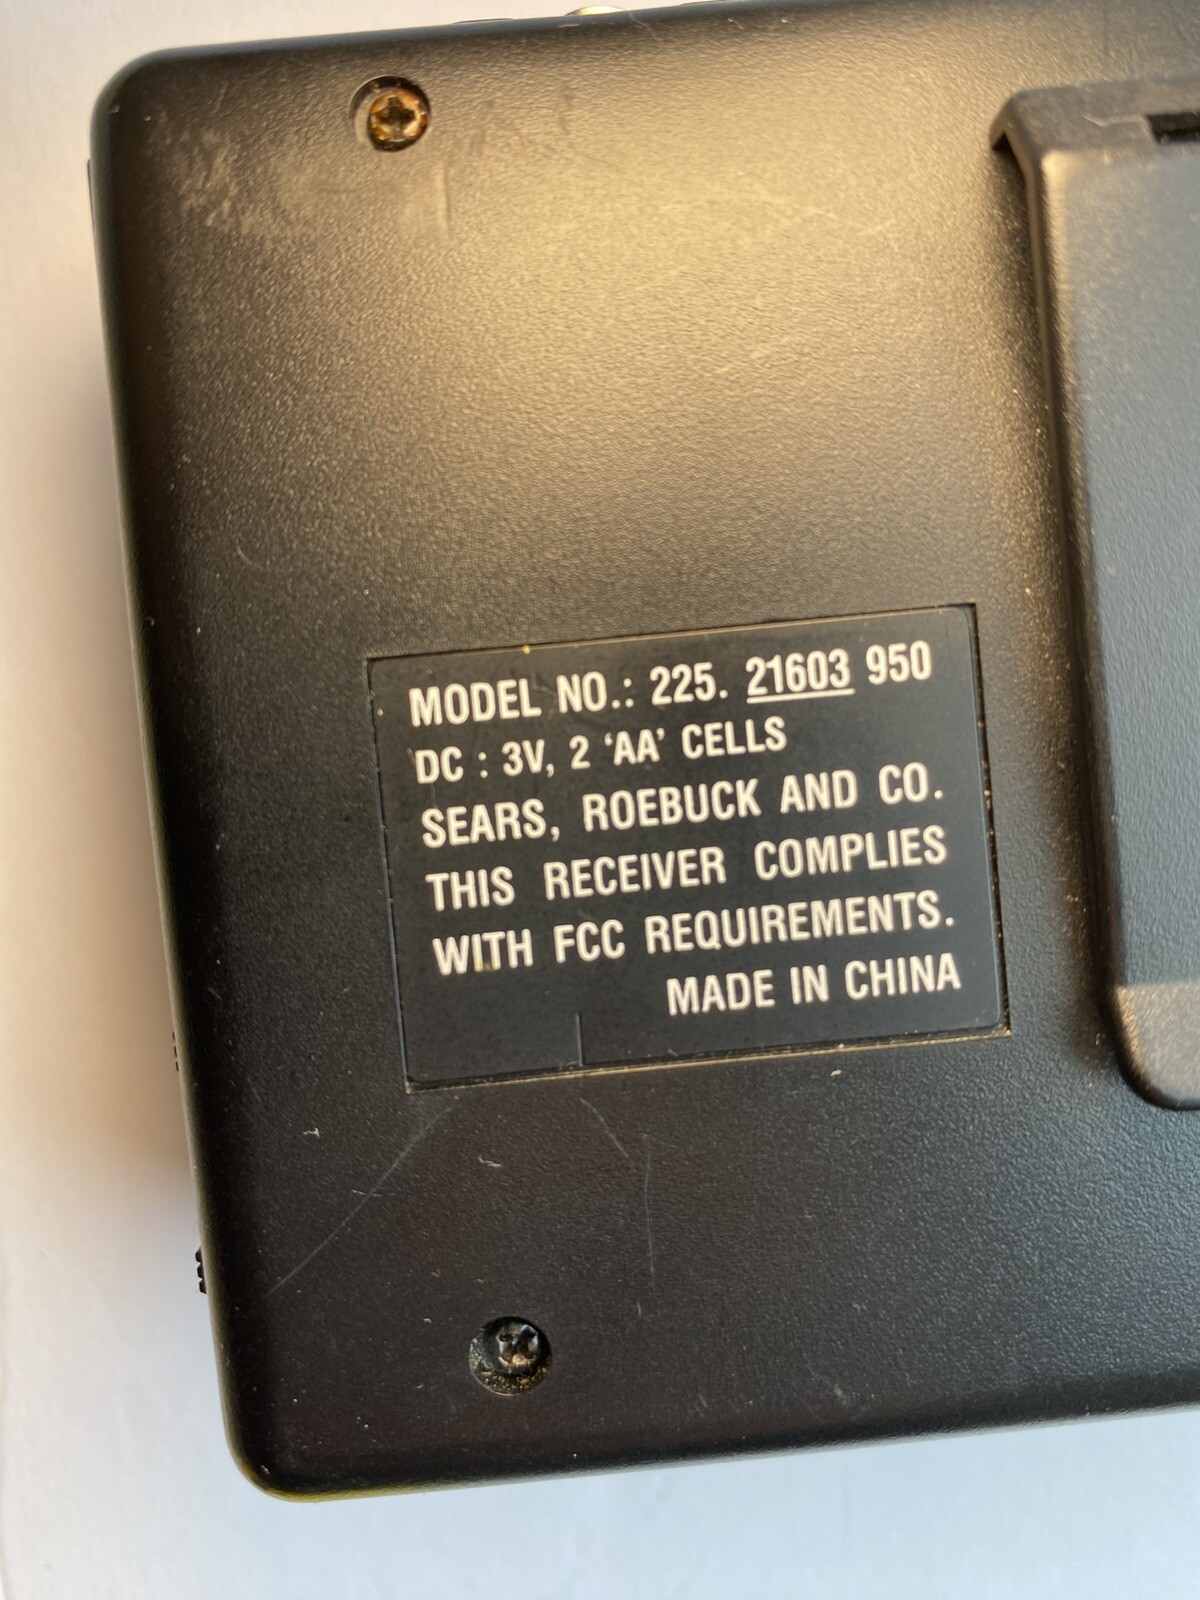 MODEL NO.: 225. 21603 950
DC : 3V, 2 ‘AA’ CELLS
SEARS, ROEBUCK AND CO.
THIS RECEIVER COMPLIES
WITH FCC REQUIREMENTS.
MADE IN CHINA